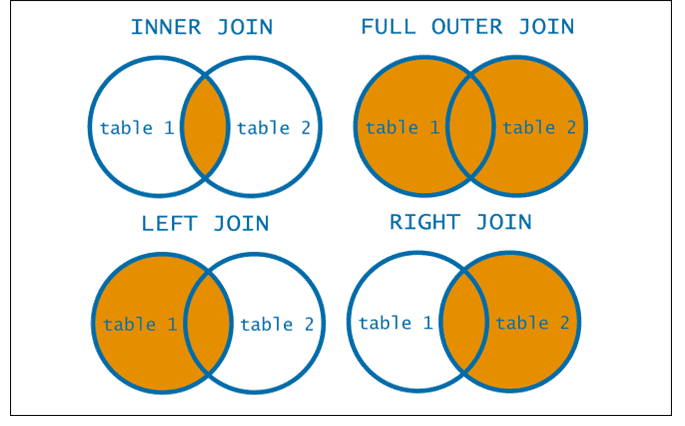 INNER JOIN
FULL OUTER JOIN
table 1
table 2
table 1
table 2
LEFT JOIN
RIGHT JOIN
table 1
table 2
table 1
table 2